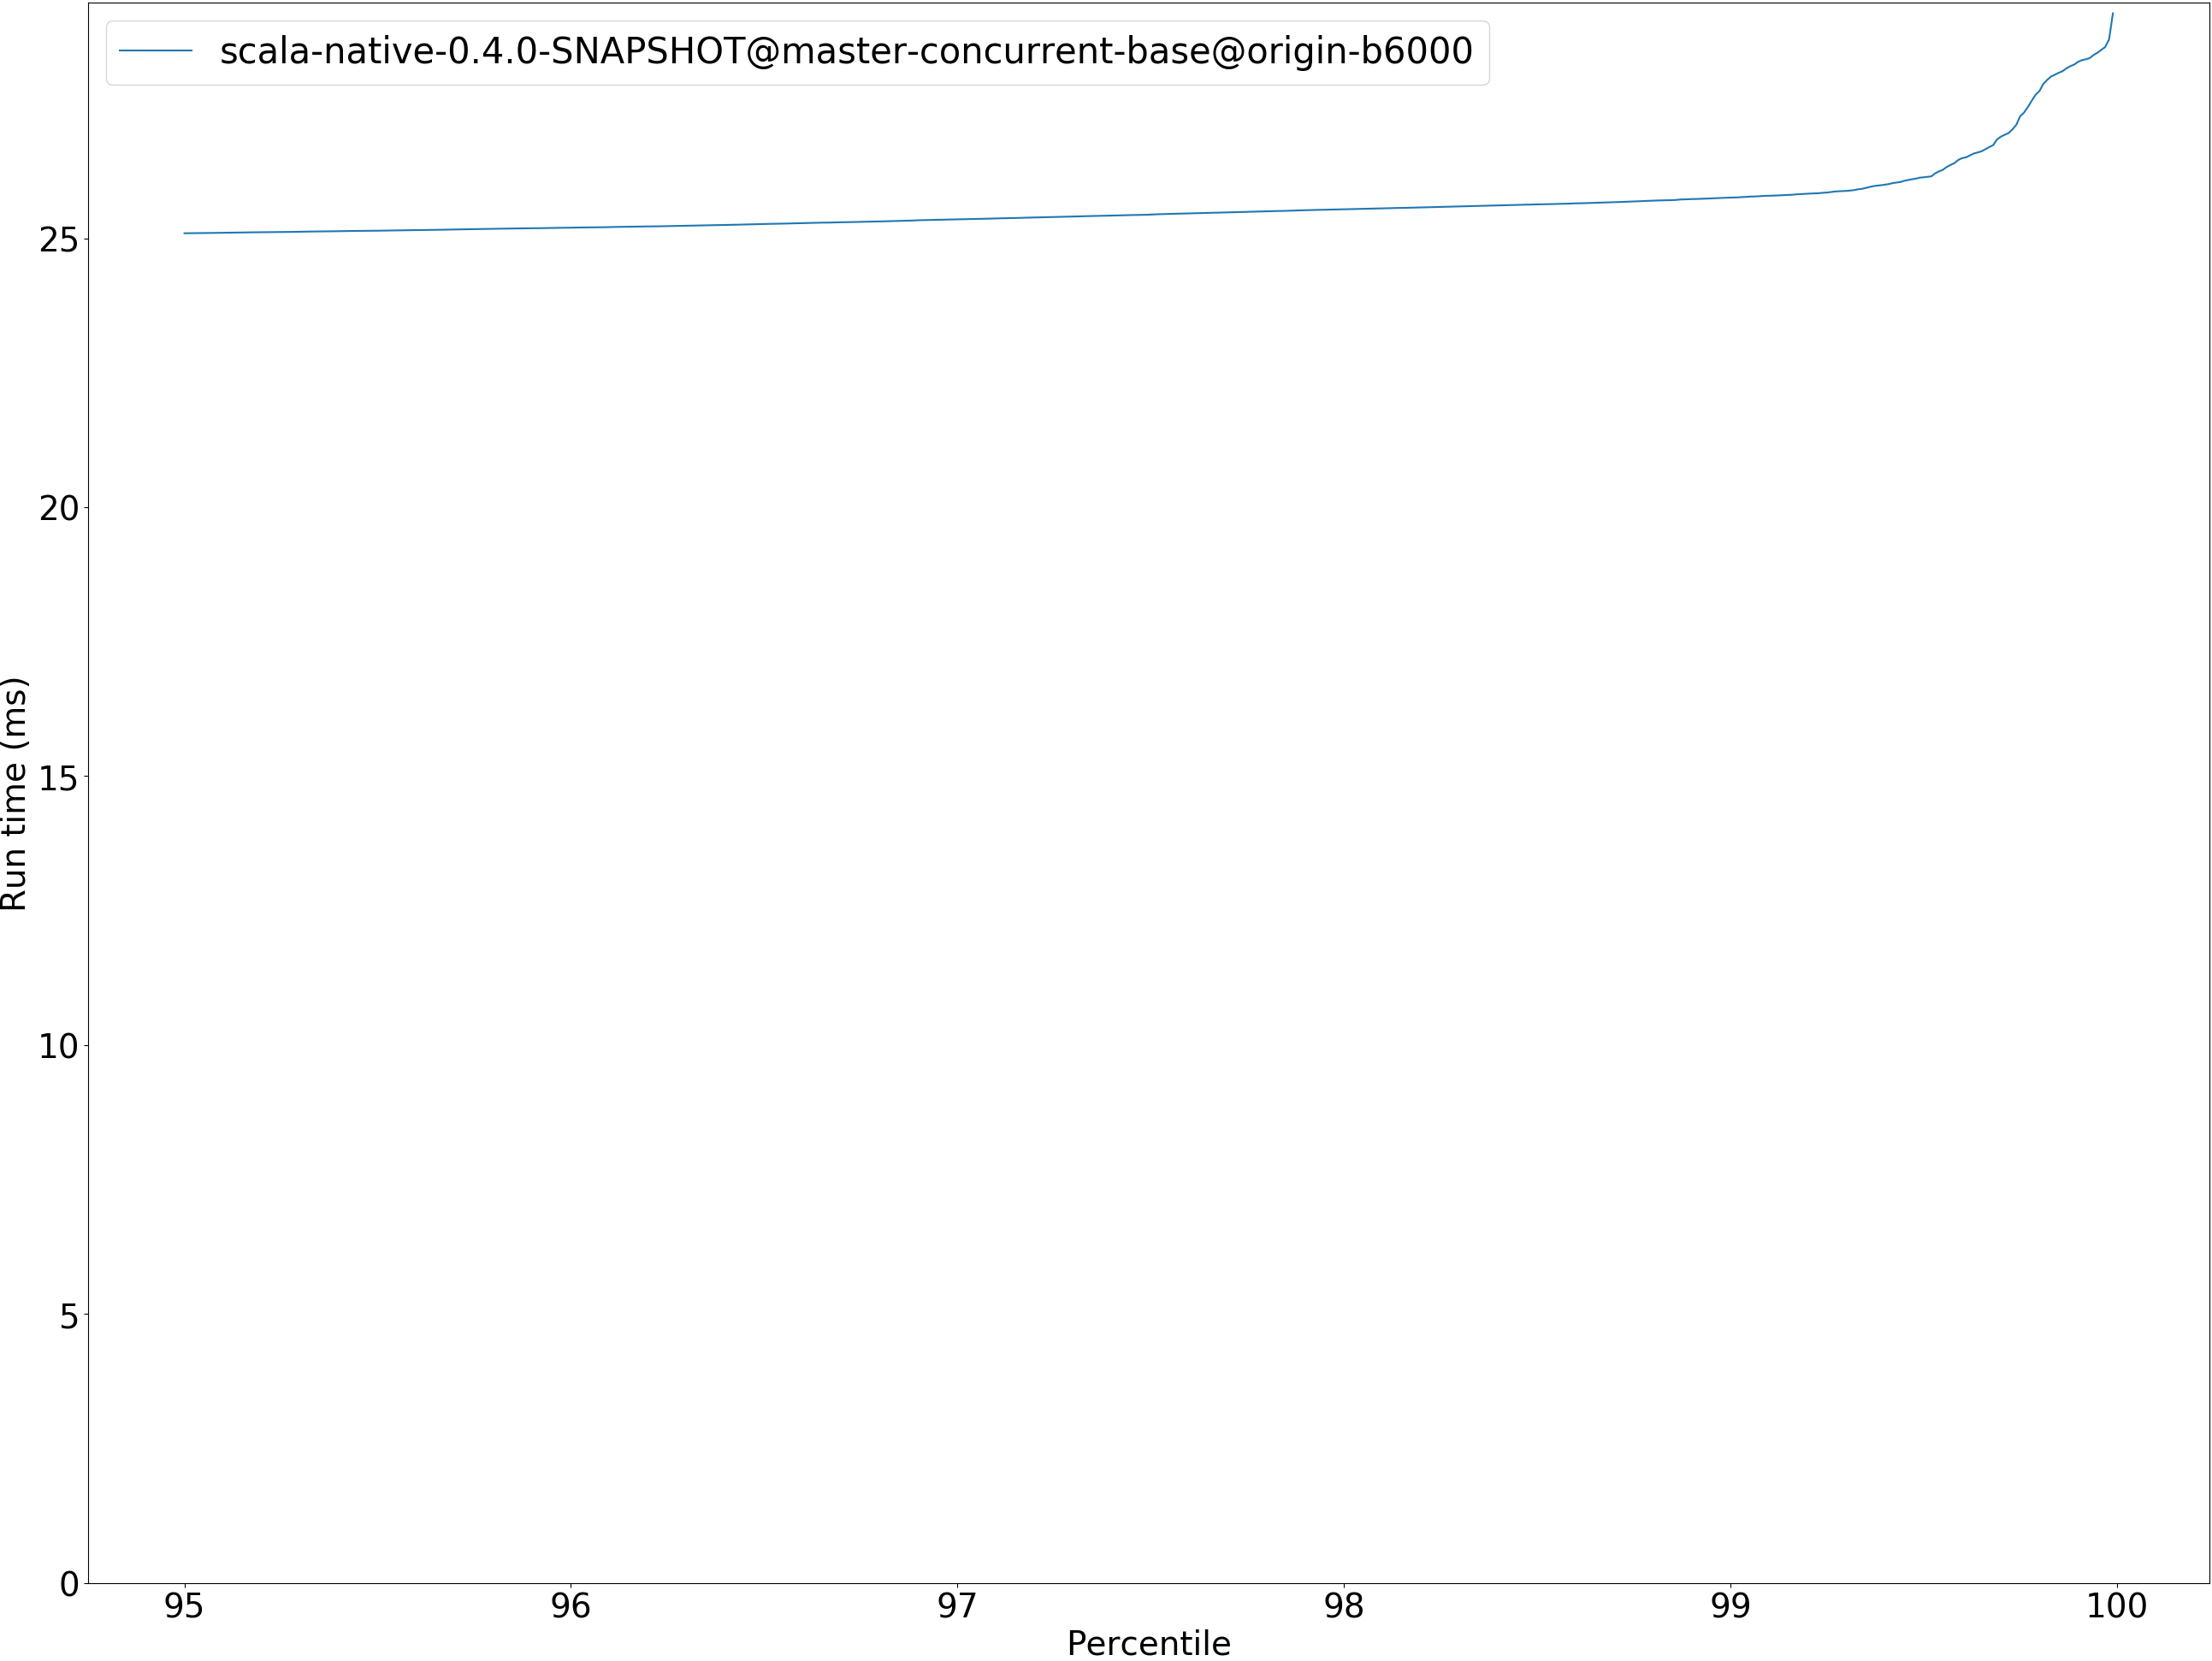 scala-native-0.4.0-SNAPSHOT@master-concurrent-base@origin-b6000
25
20
15
10
5
0
Run time (ms)
95 96 97 98 99 100
Percentile